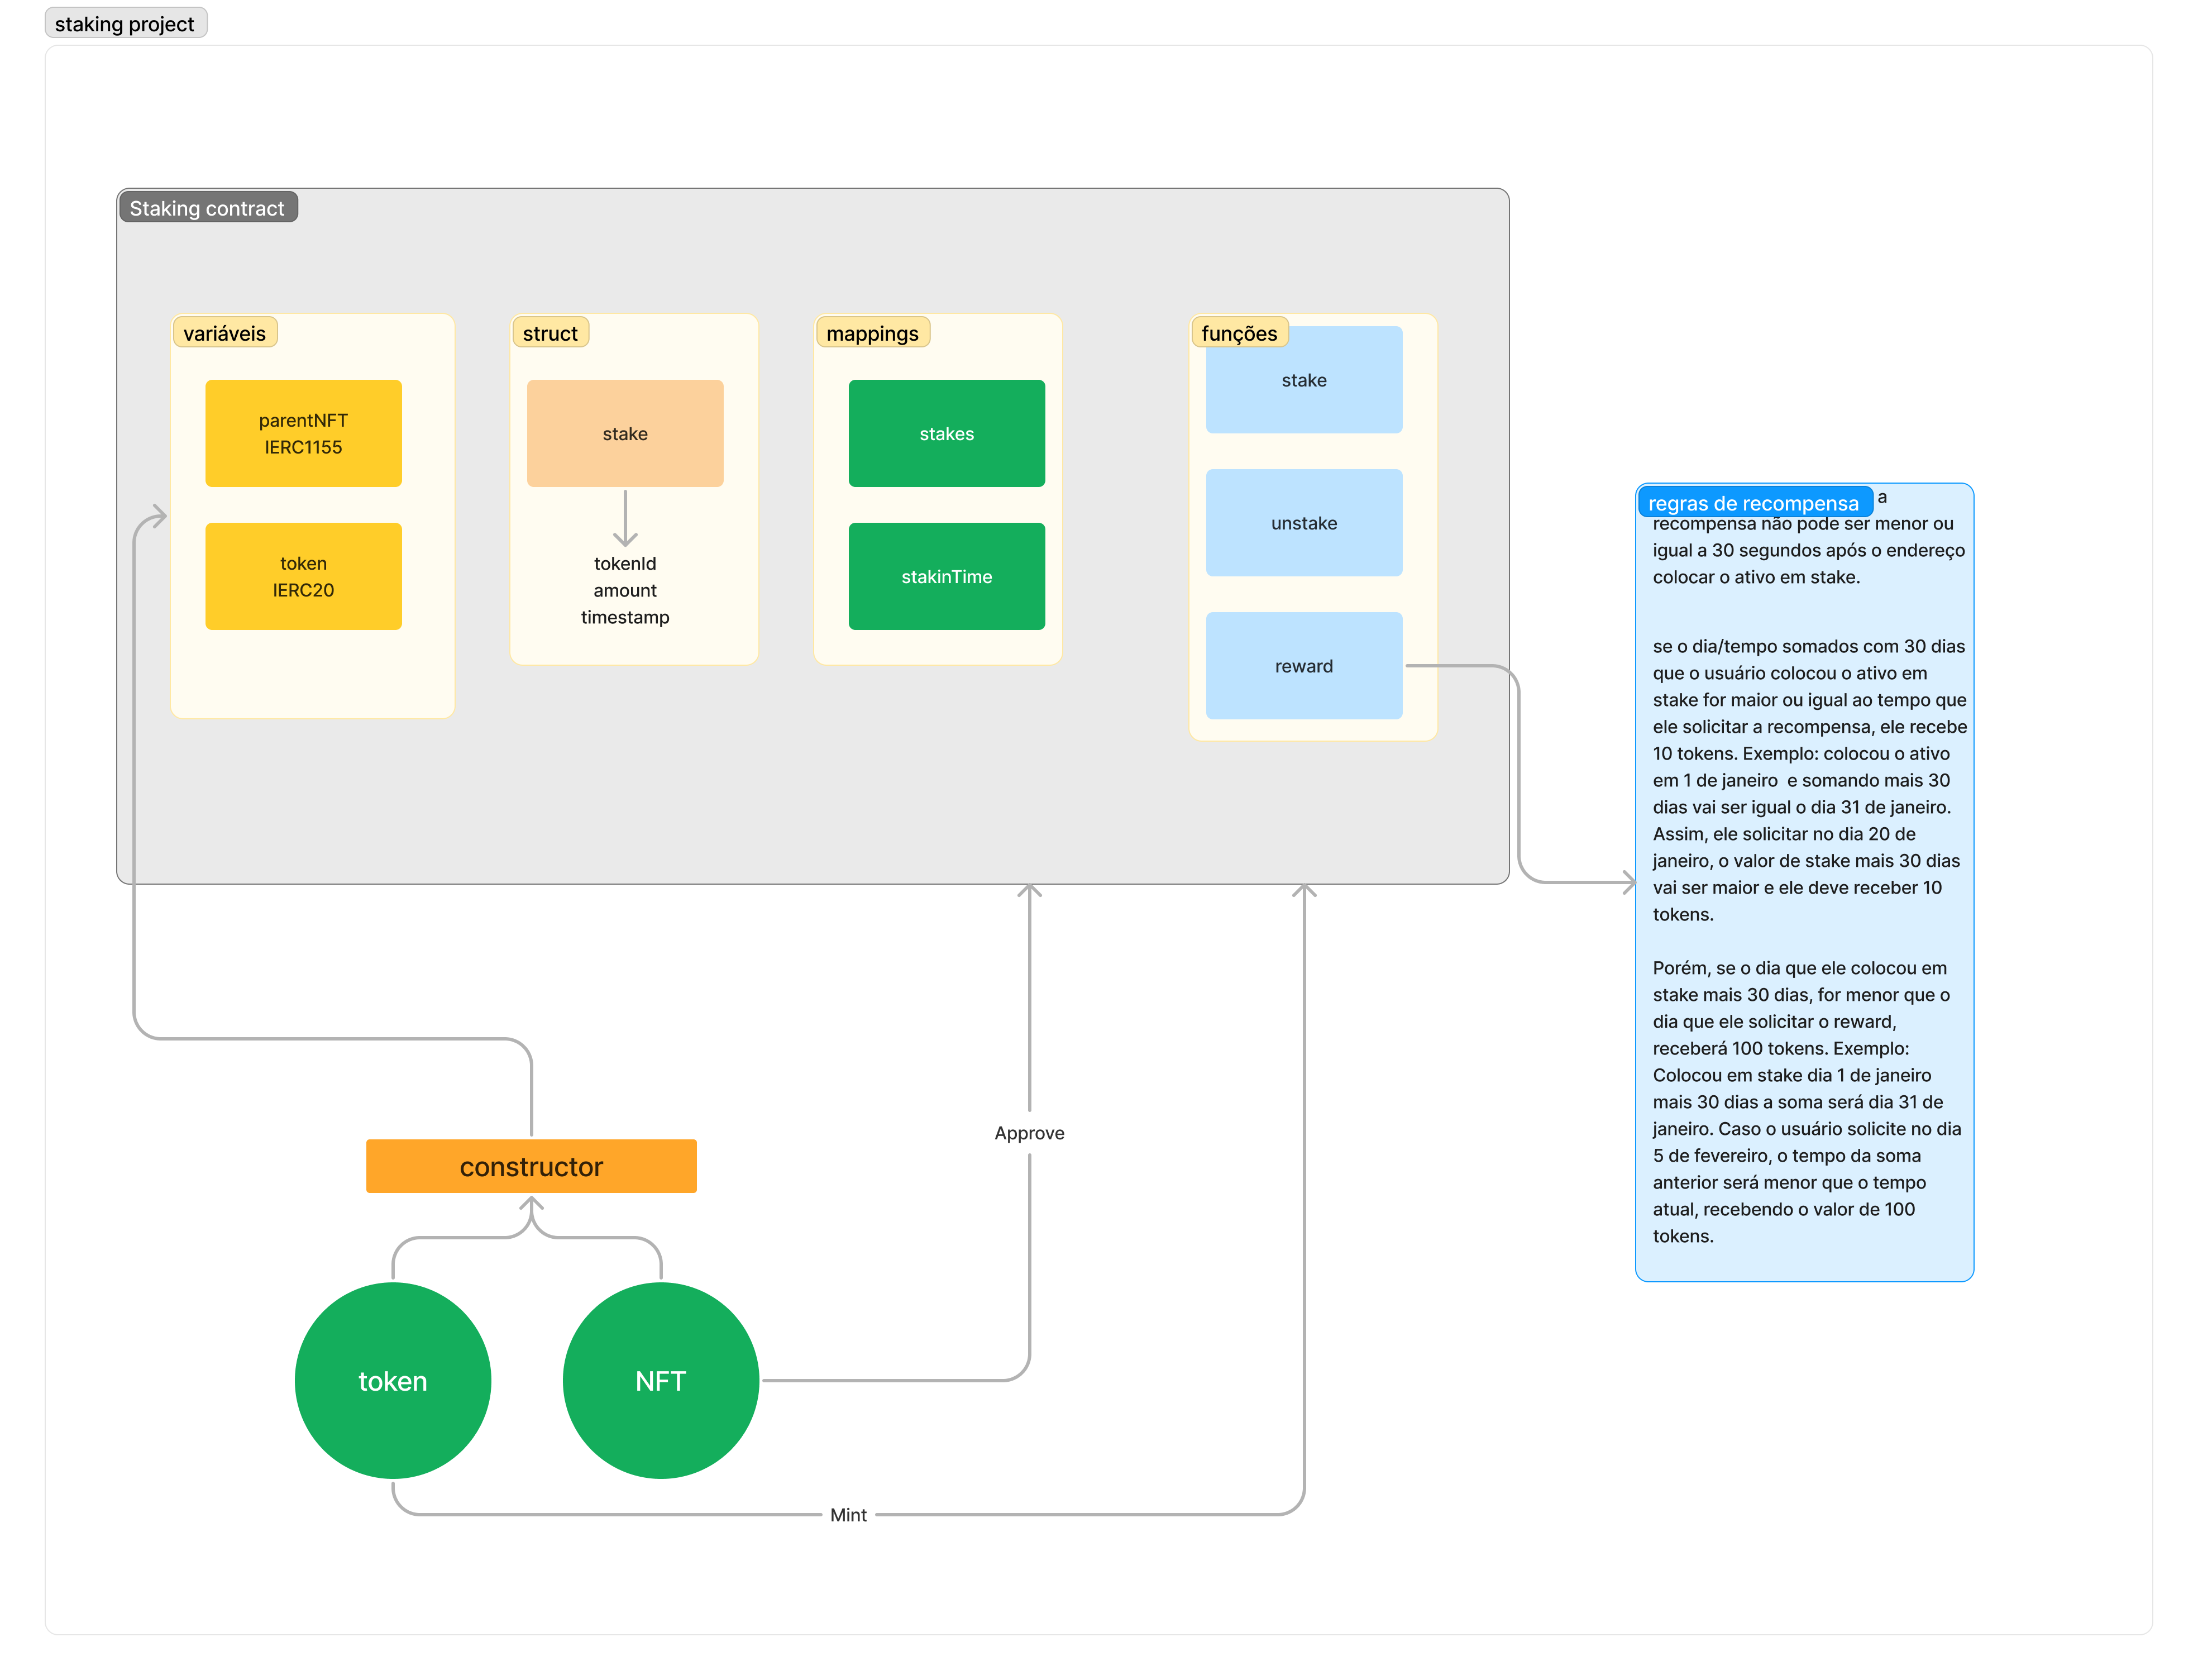 staking project
Staking contract
variáveis
parentNFT
IERC1155
token
IERC20
struct
stake
tokenId
amount
timestamp
mappings
stakes
stakinTime
funções
stake
unstake
reward
regras de recompensa
a
recompensa não pode ser menor ou
igual a 30 segundos após o endereço
colocar o ativo em stake.
se o dia/tempo somados com 30 dias
que o usuário colocou o ativo em
stake for maior ou igual ao tempo que
ele solicitar a recompensa, ele recebe
10 tokens. Exemplo: colocou o ativo
em 1 de janeiro  e somando mais 30
dias vai ser igual o dia 31 de janeiro.
Assim, ele solicitar no dia 20 de
janeiro, o valor de stake mais 30 dias
vai ser maior e ele deve receber 10
tokens.
Porém, se o dia que ele colocou em
stake mais 30 dias, for menor que o
dia que ele solicitar o reward,
receberá 100 tokens. Exemplo:
Colocou em stake dia 1 de janeiro
mais 30 dias a soma será dia 31 de
janeiro. Caso o usuário solicite no dia
5 de fevereiro, o tempo da soma
anterior será menor que o tempo
atual, recebendo o valor de 100
tokens.
Approve
constructor
token
NFT
Mint